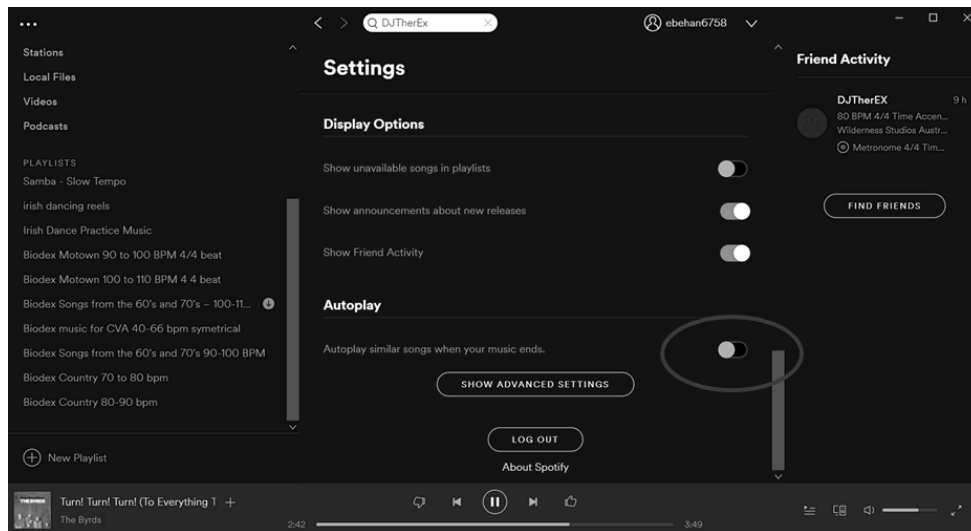 DJTherEx
ebehan6758
Stations
Local Files
Videos
Podcasts
PLAYLISTS
Samba - Slow Tempo
irish dancing reels
Irish Dance Practice Music
Biodex Motown 90 to 100 BPM 4/4 beat
Biodex Motown 100 to 110 BPM 4 4 beat
Biodex Songs from the 60's and 70's – 100-11...
Biodex music for CVA 40-66 bpm symetrical
Biodex Songs from the 60's and 70's 90-100 BPM
Biodex Country 70 to 80 bpm
Biodex Country 80-90 bpm
New Playlist
Settings
Display Options
Show unavailable songs in playlists
Show announcements about new releases
Show Friend Activity
Autoplay
Autoplay similar songs when your music ends.
SHOW ADVANCED SETTINGS
LOG OUT
About Spotify
Friend Activity
DJTherEX 9 h
80 BPM 4/4 Time Accen...
Wilderness Studios Austr...
Metronome 4/4 Tim...
FIND FRIENDS
THE BYRDS
Turn! Turn! Turn! (To Everything T
The Byrds
2:42
3:49